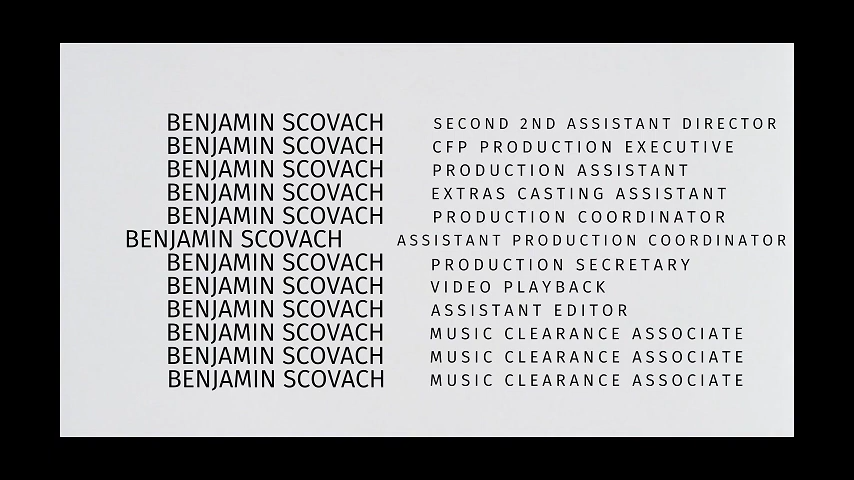 BENJAMIN SCOVACH SECOND 2ND ASSISTANT DIRECTOR
BENJAMIN SCOVACH CFP PRODUCTION EXECUTIVE
BENJAMIN SCOVACH PRODUCTION ASSISTANT
BENJAMIN SCOVACH EXTRAS CASTING ASSISTANT
BENJAMIN SCOVACH PRODUCTION COORDINATOR
BENJAMIN SCOVACH ASSISTANT PRODUCTION COORDINATOR
BENJAMIN SCOVACH PRODUCTION SECRETARY
BENJAMIN SCOVACH VIDEO PLAYBACK
BENJAMIN SCOVACH ASSISTANT EDITOR
BENJAMIN SCOVACH MUSIC CLEARANCE ASSOCIATE
BENJAMIN SCOVACH MUSIC CLEARANCE ASSOCIATE
BENJAMIN SCOVACH MUSIC CLEARANCE ASSOCIATE